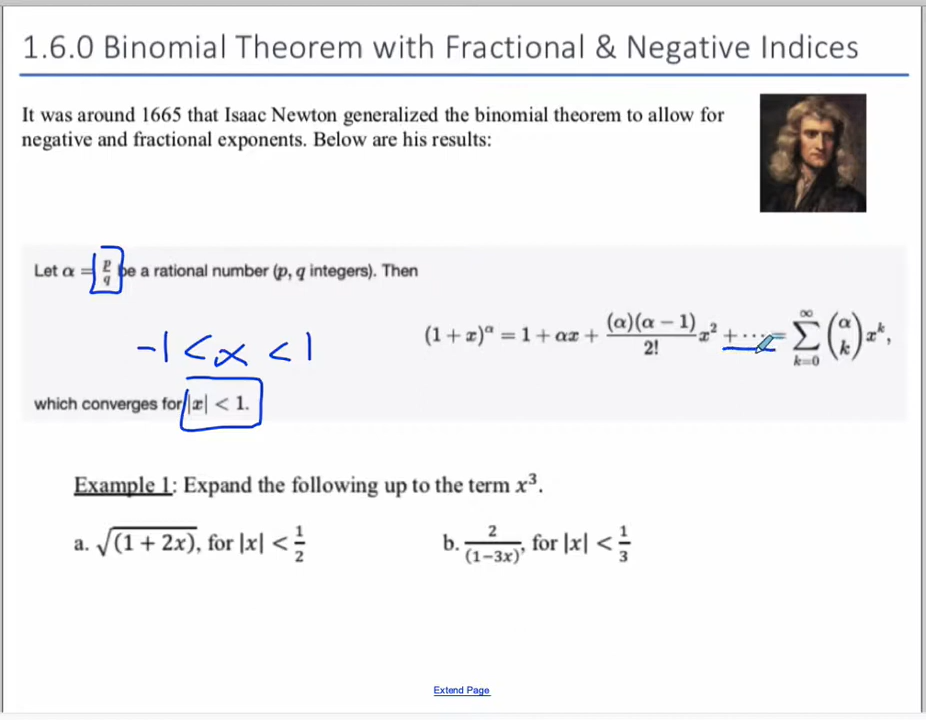 1.6.0 Binomial Theorem with Fractional & Negative Indices
It was around 1665 that Isaac Newton generalized the binomial theorem to allow for
negative and fractional exponents. Below are his results:
Let α = p/q be a rational number (p, q integers). Then
(1 + x)^α = 1 + αx + (α)(α − 1)/2! x² + ⋯ = ∑_{k=0}^{∞} (α k) x^k,
-1 < x < 1
which converges for |x| < 1.
Example 1: Expand the following up to the term x³.
a. √(1 + 2x), for |x| < 1/2
b. 2/(1−3x), for |x| < 1/3
Extend Page